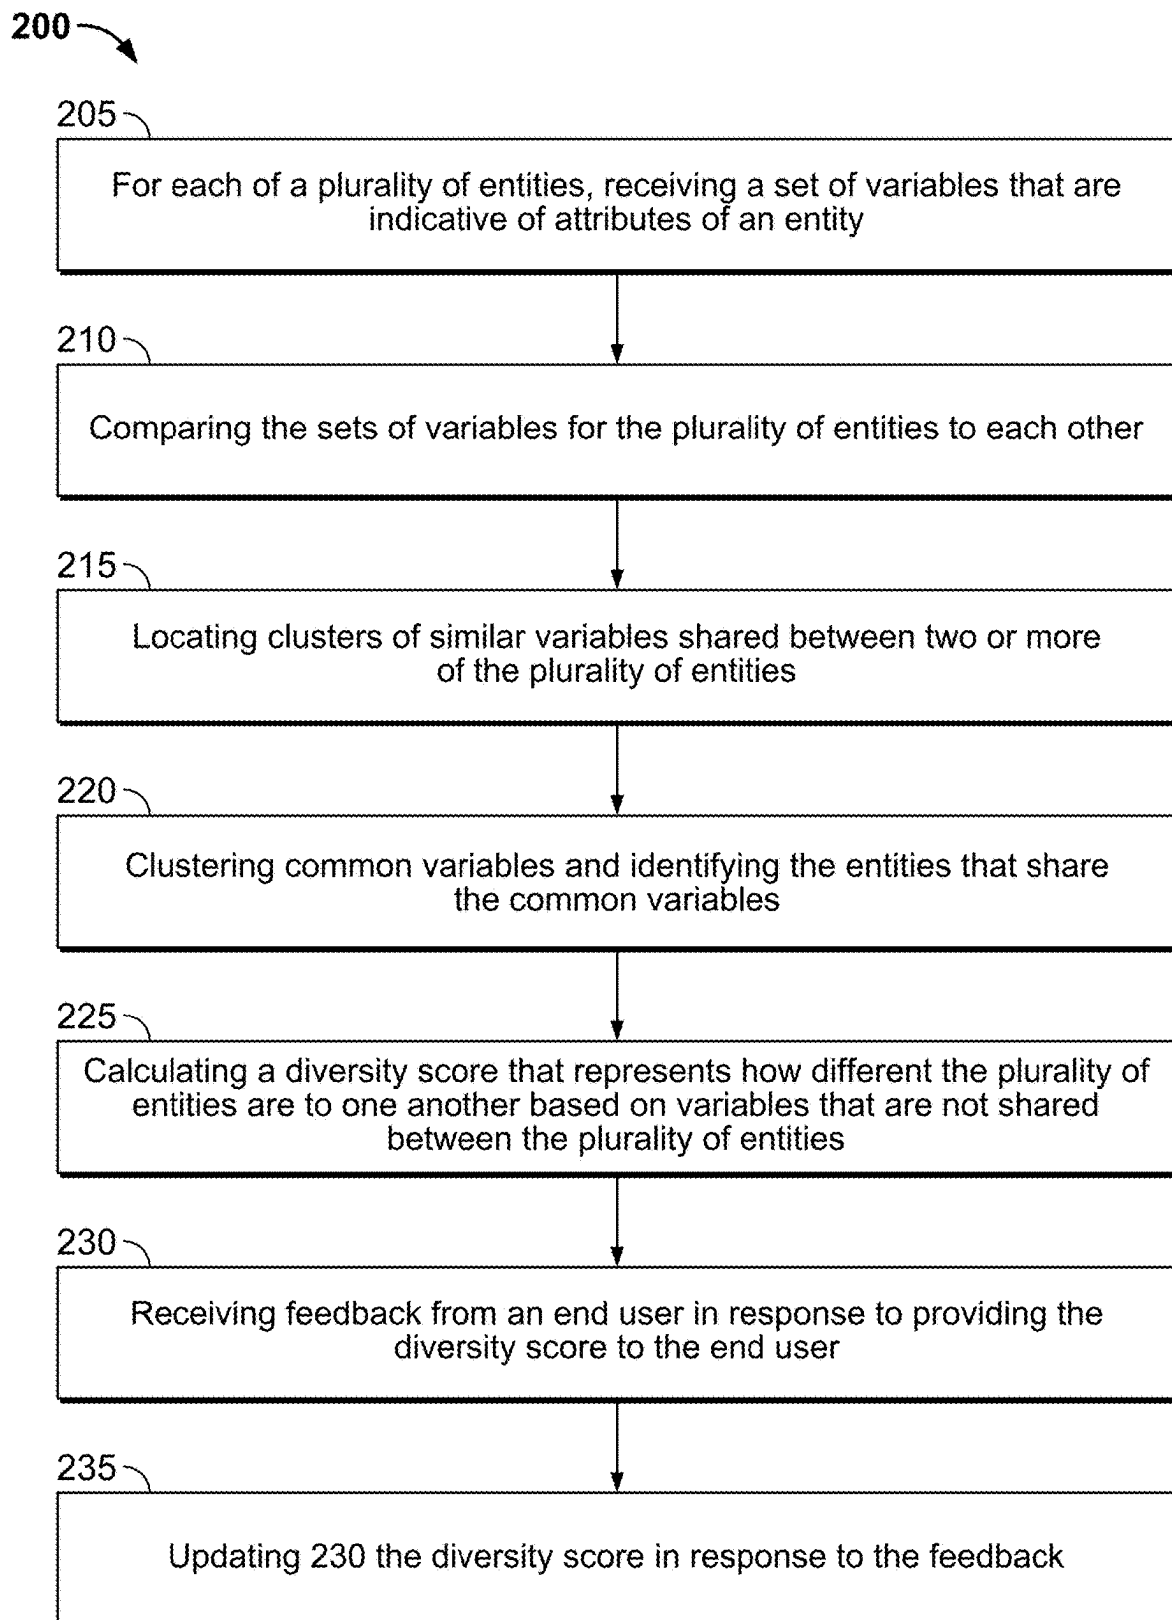 200
205
For each of a plurality of entities, receiving a set of variables that are
indicative of attributes of an entity
210
Comparing the sets of variables for the plurality of entities to each other
215
Locating clusters of similar variables shared between two or more
of the plurality of entities
220
Clustering common variables and identifying the entities that share
the common variables
225
Calculating a diversity score that represents how different the plurality of
entities are to one another based on variables that are not shared
between the plurality of entities
230
Receiving feedback from an end user in response to providing the
diversity score to the end user
235
Updating 230 the diversity score in response to the feedback